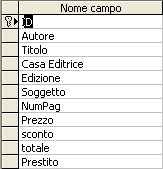 Nome campo
ID
Autore
Titolo
Casa Editrice
Edizione
Soggetto
NumPag
Prezzo
sconto
totale
Prestito